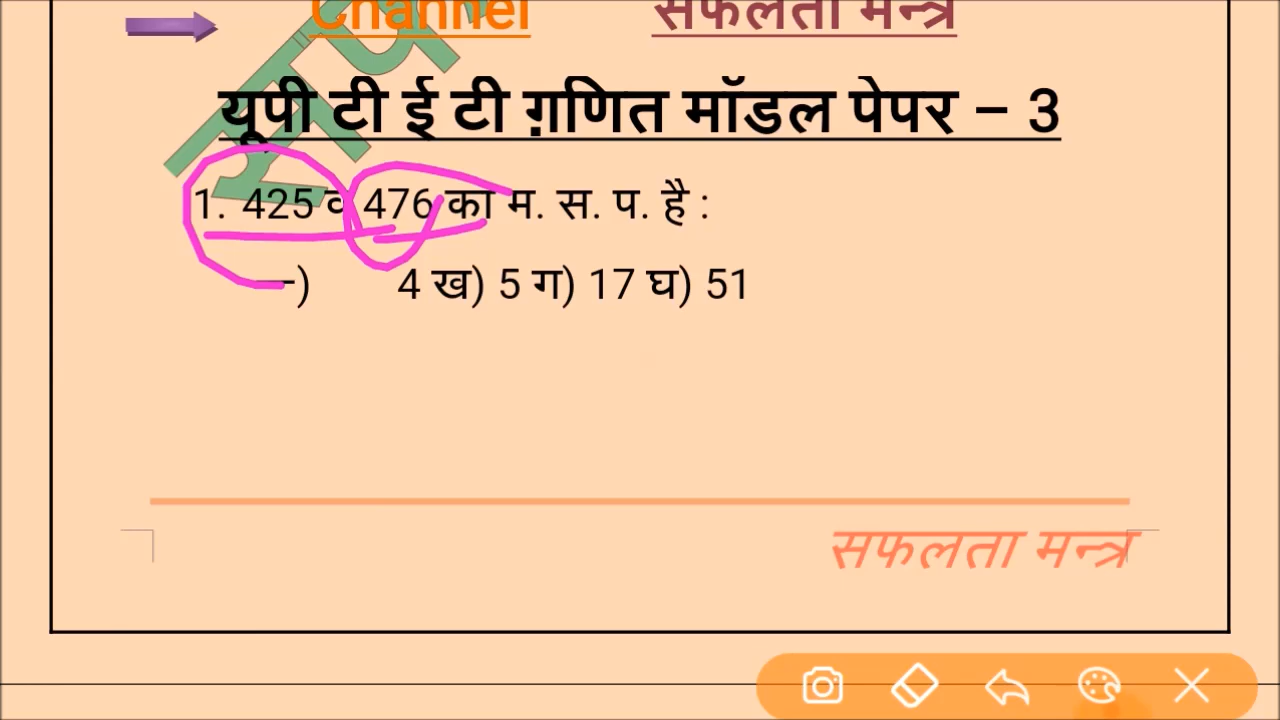 Channel सफलता मन्त्र
यूपी टी ई टी ग़णित मॉडल पेपर – 3
1. 425 व 476 का म. स. प. है :
) 4 ख) 5 ग) 17 घ) 51
सफलता मन्त्र